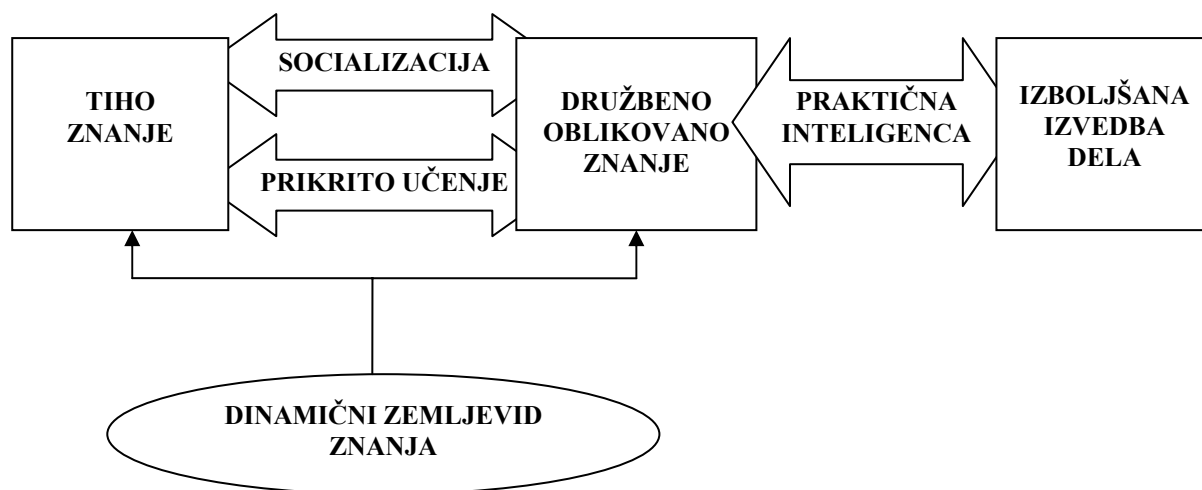 TIHO
ZNANJE
SOCIALIZACIJA
PRIKRITO UČENJE
DRUŽBENO
OBLIKOVANO
ZNANJE
PRAKTIČNA
INTELIGENCA
IZBOLJŠANA
IZVEDBA
DELA
DINAMIČNI ZEMLJEVID
ZNANJA